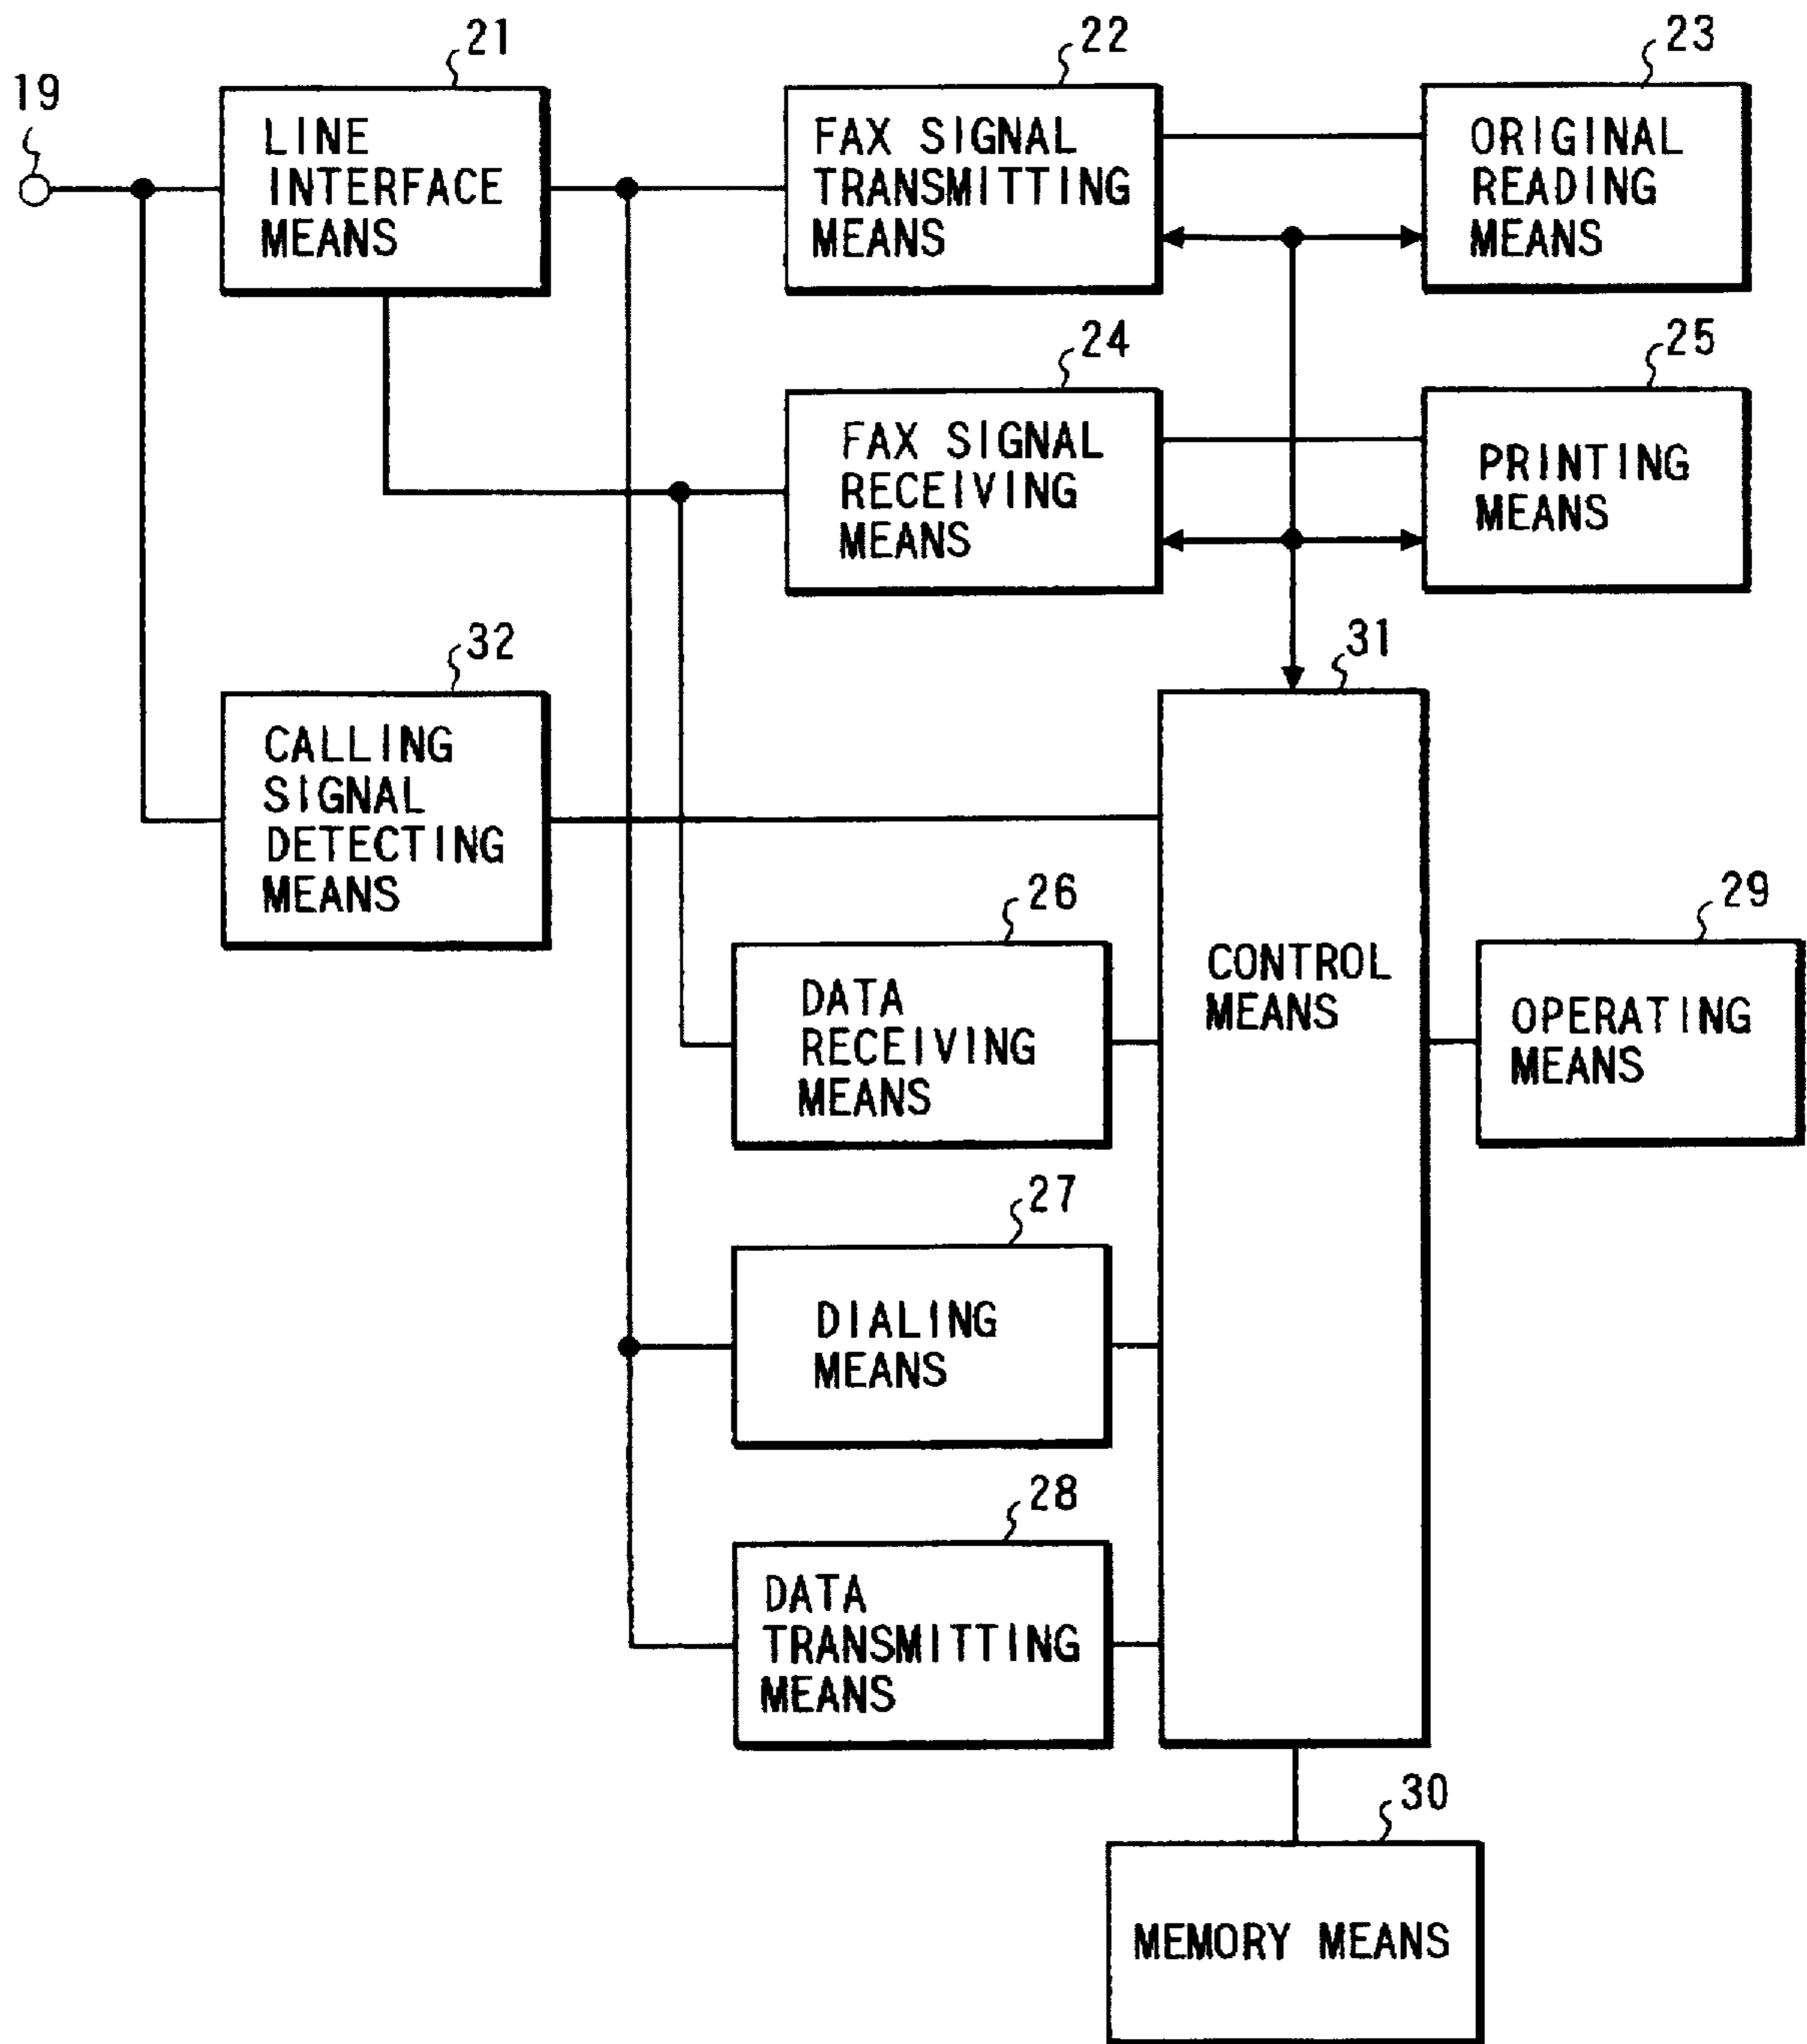 19
21
LINE
INTERFACE
MEANS
22
FAX SIGNAL
TRANSMITTING
MEANS
23
ORIGINAL
READING
MEANS
24
FAX SIGNAL
RECEIVING
MEANS
25
PRINTING
MEANS
32
CALLING
SIGNAL
DETECTING
MEANS
31
CONTROL
MEANS
26
DATA
RECEIVING
MEANS
29
OPERATING
MEANS
27
DIALING
MEANS
28
DATA
TRANSMITTING
MEANS
30
MEMORY MEANS